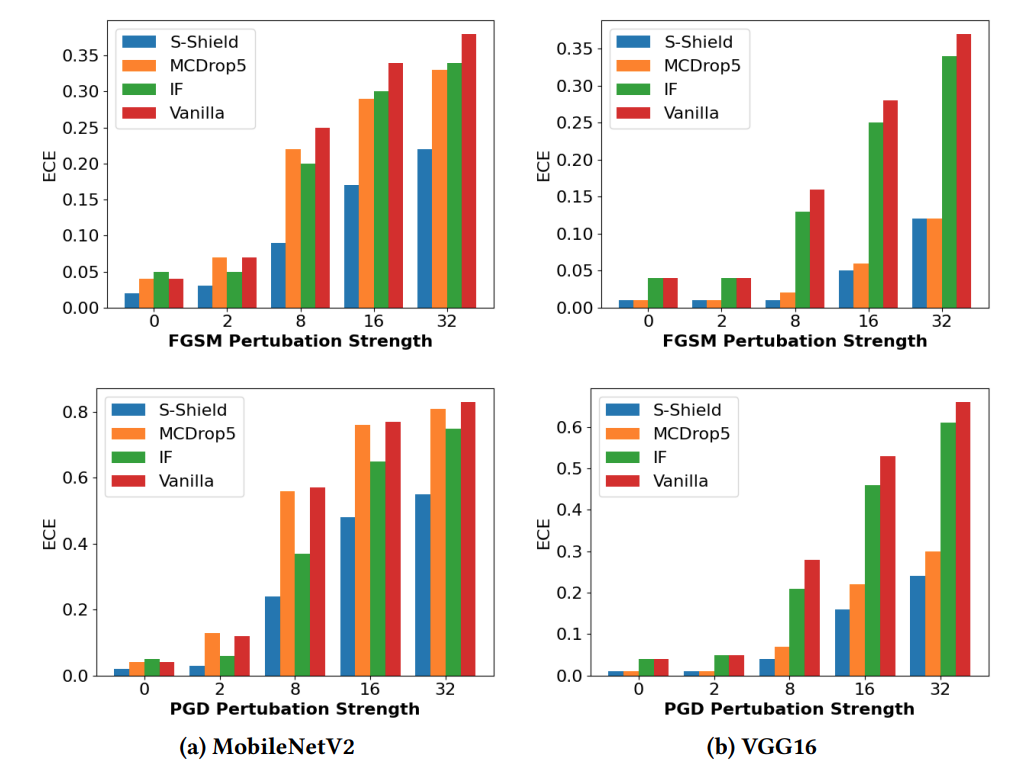 0.35
0.30
0.25
0.20
0.15
0.10
0.05
0.00
ECE
S-Shield
MCDrop5
IF
Vanilla
0 2 8 16 32
FGSM Pertubation Strength
0.35
0.30
0.25
0.20
0.15
0.10
0.05
0.00
ECE
S-Shield
MCDrop5
IF
Vanilla
0 2 8 16 32
FGSM Pertubation Strength
0.8
0.6
0.4
0.2
0.0
ECE
S-Shield
MCDrop5
IF
Vanilla
0 2 8 16 32
PGD Pertubation Strength
(a) MobileNetV2
0.6
0.5
0.4
0.3
0.2
0.1
0.0
ECE
S-Shield
MCDrop5
IF
Vanilla
0 2 8 16 32
PGD Pertubation Strength
(b) VGG16